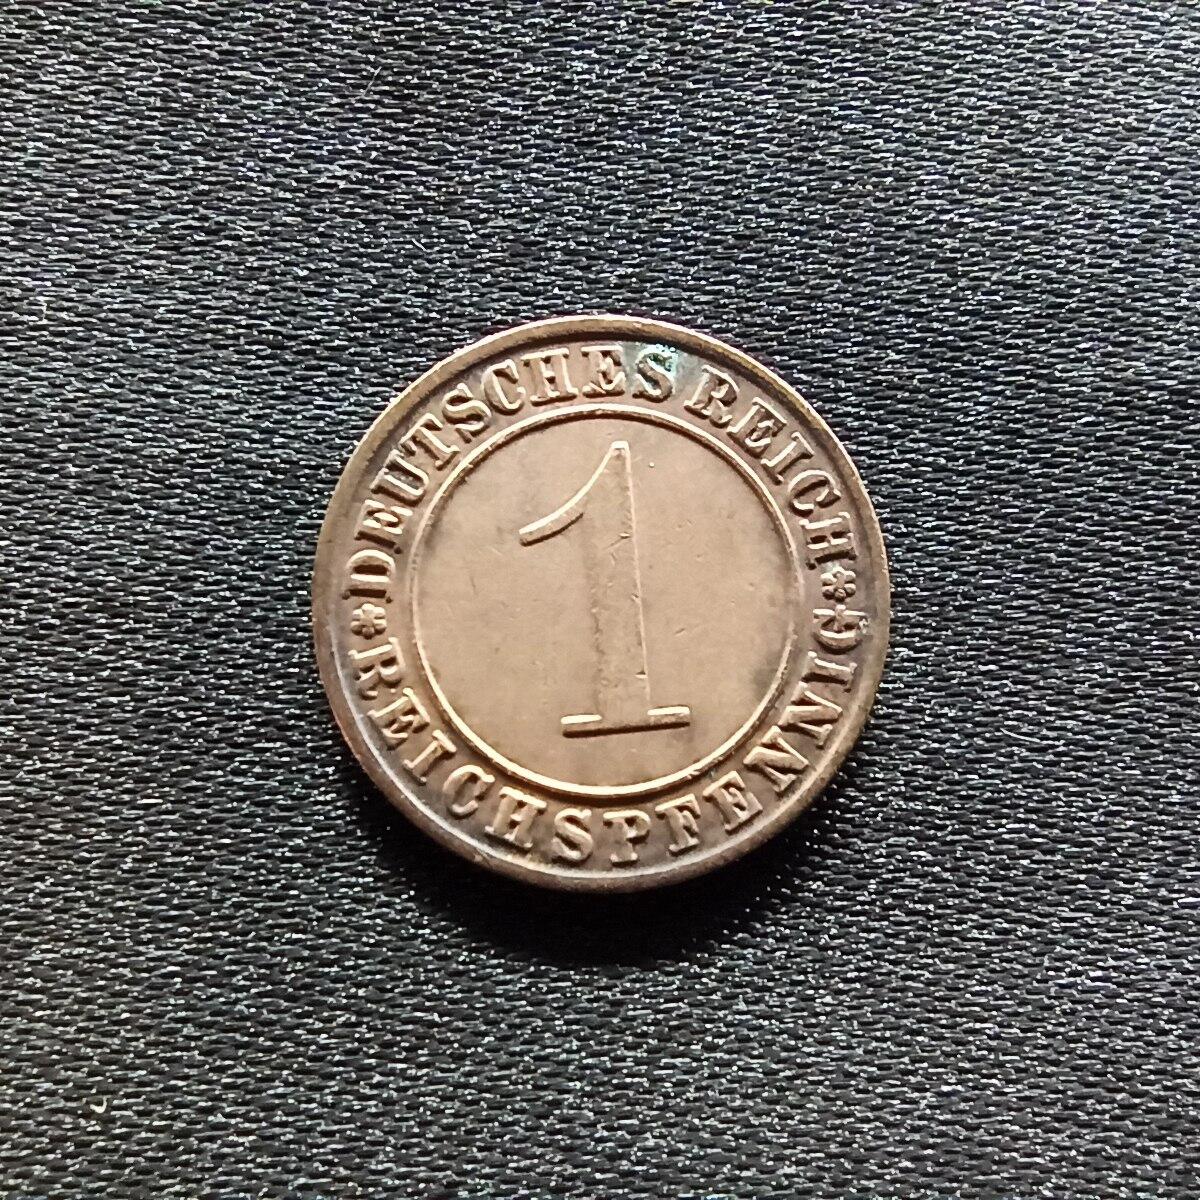 DEUTSCHES REICH
1
REICHSPFENNIG